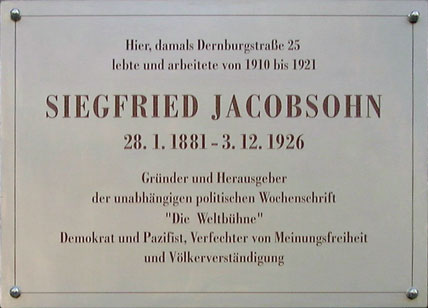 Hier, damals Dernburgstraße 25
lebte und arbeitete von 1910 bis 1921
SIEGFRIED JACOBSOHN
28. 1. 1881 – 3. 12. 1926
Gründer und Herausgeber
der unabhängigen politischen Wochenschrift
"Die Weltbühne"
Demokrat und Pazifist, Verfechter von Meinungsfreiheit
und Völkerverständigung